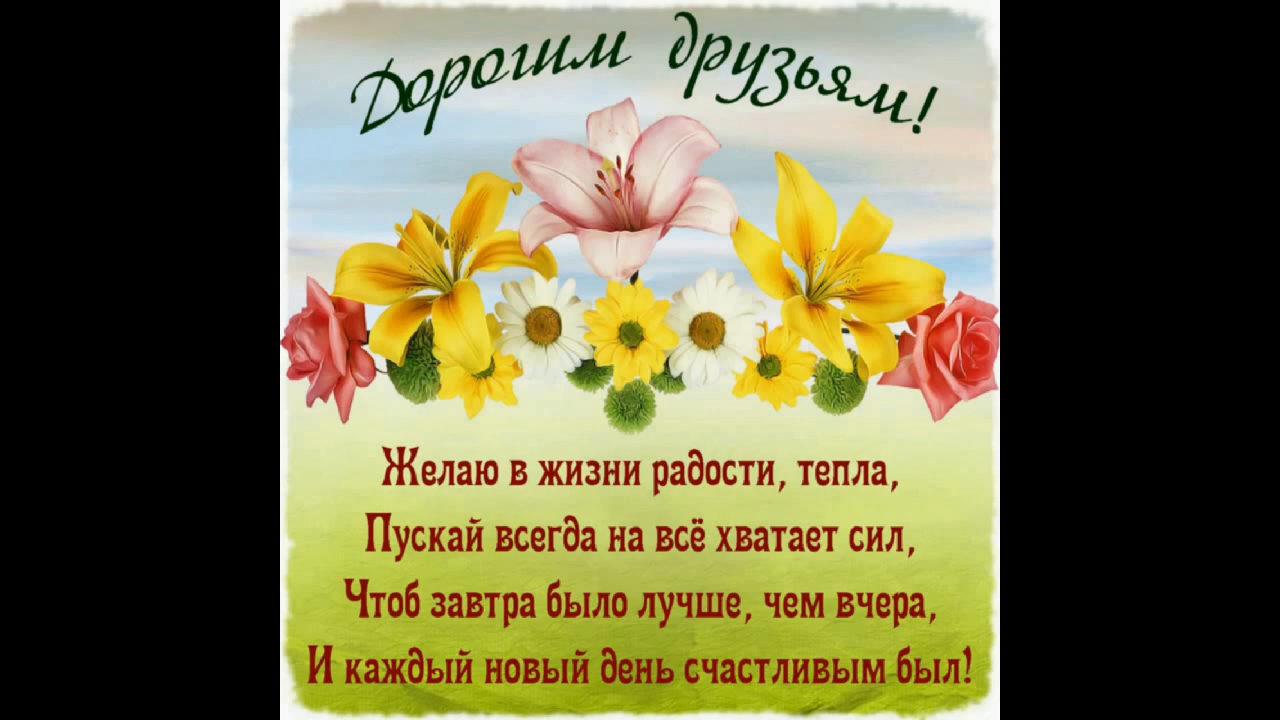 Дорогим друзьям!
Желаю в жизни радости, тепла,
Пускай всегда на всё хватает сил,
Чтоб завтра было лучше, чем вчера,
И каждый новый день счастливым был!